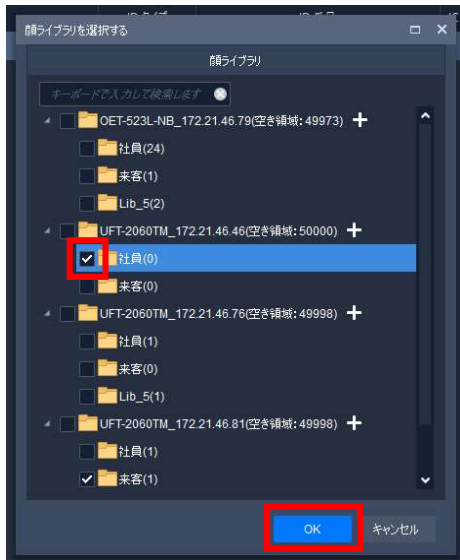 顔ライブラリを選択する
顔ライブラリ
キーボードで入力して検索します
OET-523L-NB_172.21.46.79(空き領域: 49973)
社員(24)
来客(1)
Lib_5(2)
UFT-2060TM_172.21.46.46(空き領域: 50000)
社員(0)
来客(0)
UFT-2060TM_172.21.46.76(空き領域: 49998)
社員(1)
来客(0)
Lib_5(1)
UFT-2060TM_172.21.46.81(空き領域: 49998)
社員(1)
来客(1)
OK キャンセル